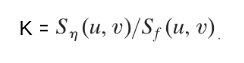 K = S_η(u, v)/S_f(u, v).